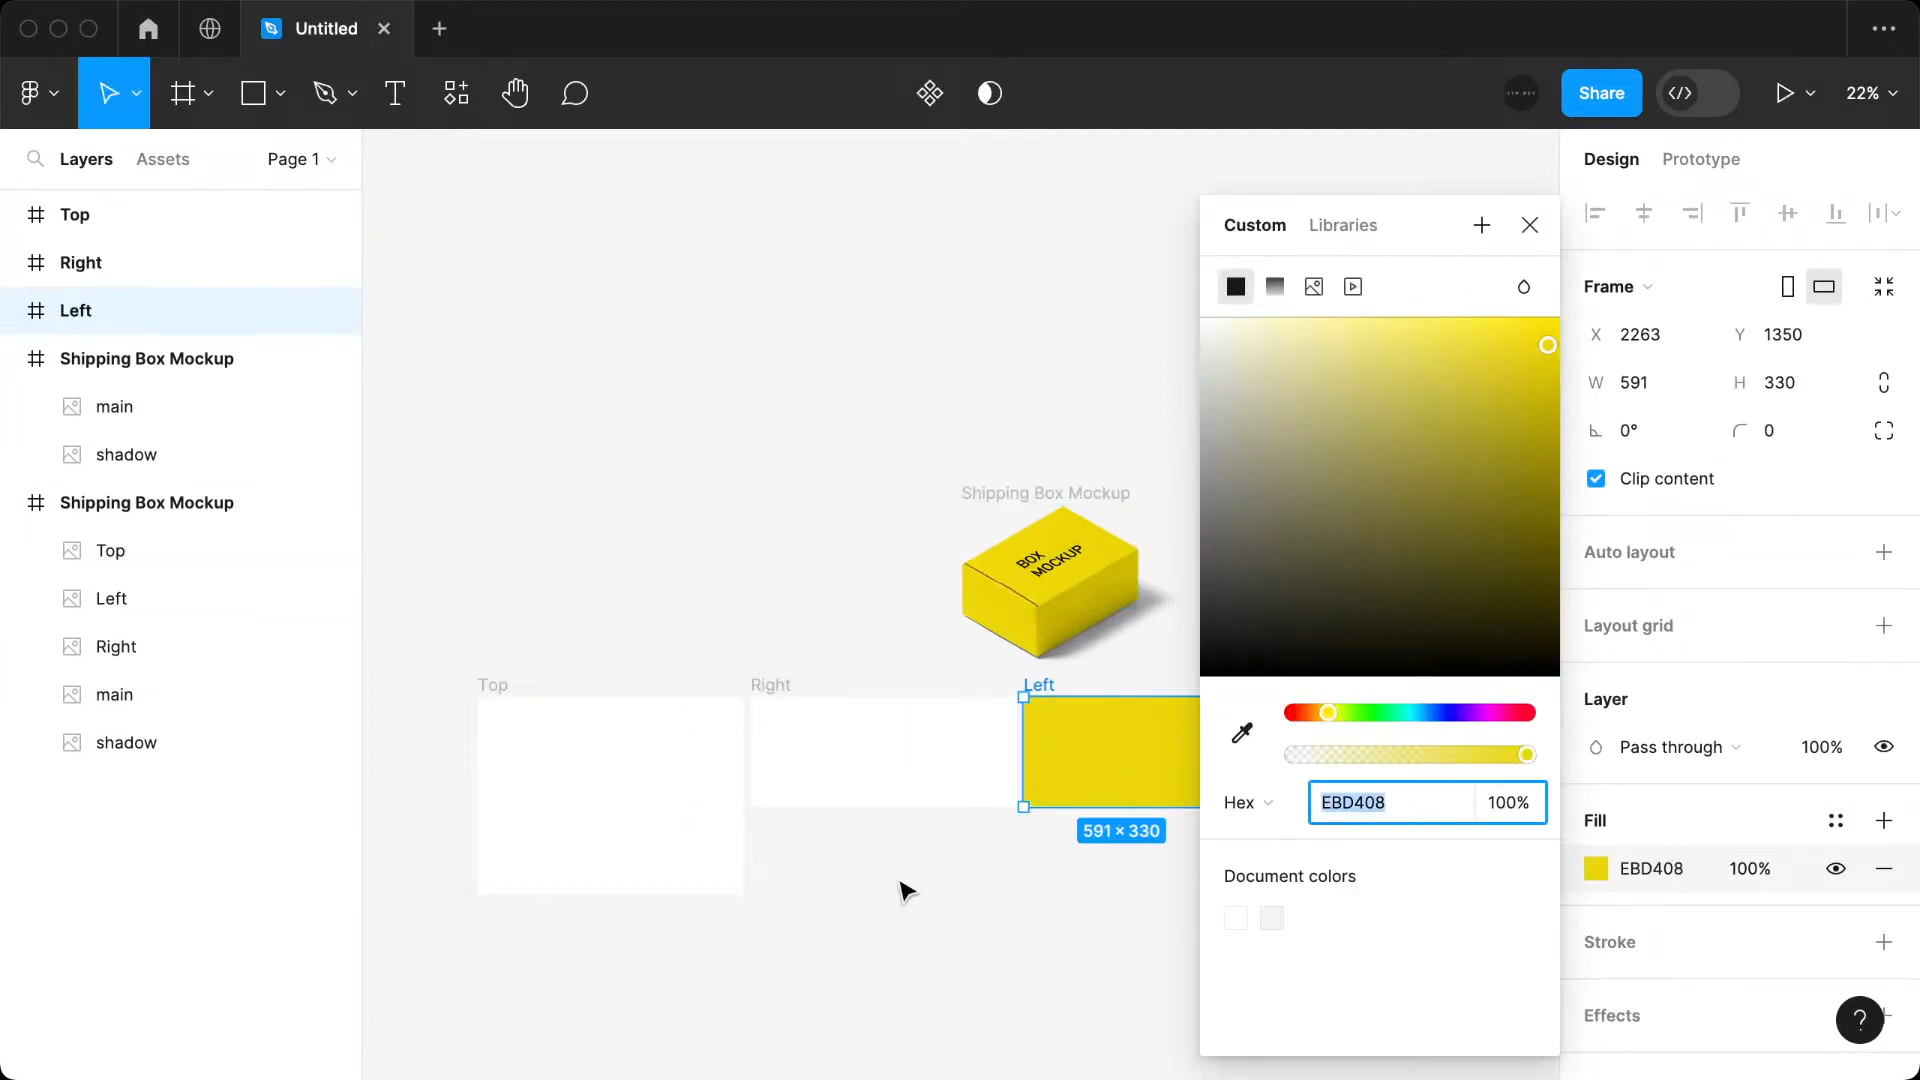 Untitled
Share
22%
Layers
Assets
Page 1
Top
Right
Left
Shipping Box Mockup
main
shadow
Shipping Box Mockup
Top
Left
Right
main
shadow
Shipping Box Mockup
BOX
MOCKUP
Top
Right
Left
591 × 330
Custom
Libraries
Hex
EBD408
100%
Document colors
Design
Prototype
Frame
X 2263
Y 1350
W 591
H 330
0°
0
Clip content
Auto layout
Layout grid
Layer
Pass through
100%
Fill
EBD408
100%
Stroke
Effects
?